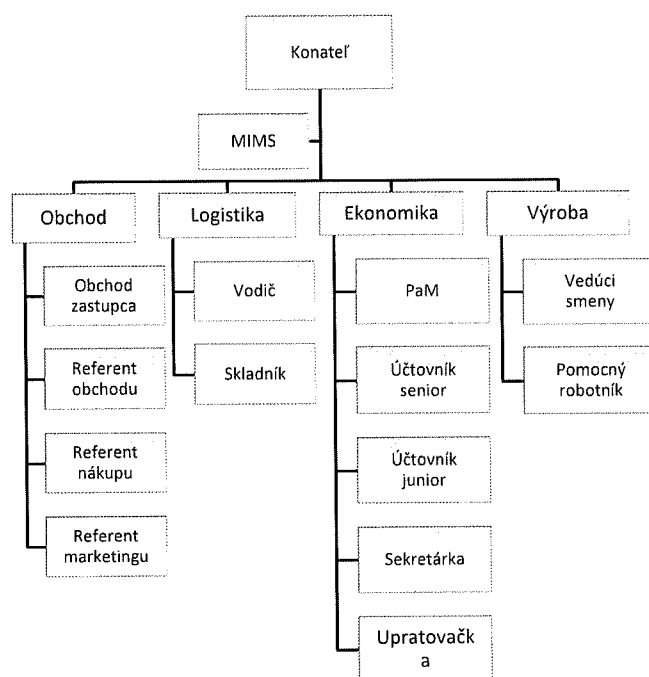 Konateľ
MIMS
Obchod
Logistika
Ekonomika
Výroba
Obchod
zastupca
Vodič
PaM
Vedúci
smeny
Referent
obchodu
Skladník
Účtovník
senior
Pomocný
robotník
Referent
nákupu
Účtovník
junior
Referent
marketingu
Sekretárka
Upratovačk
a